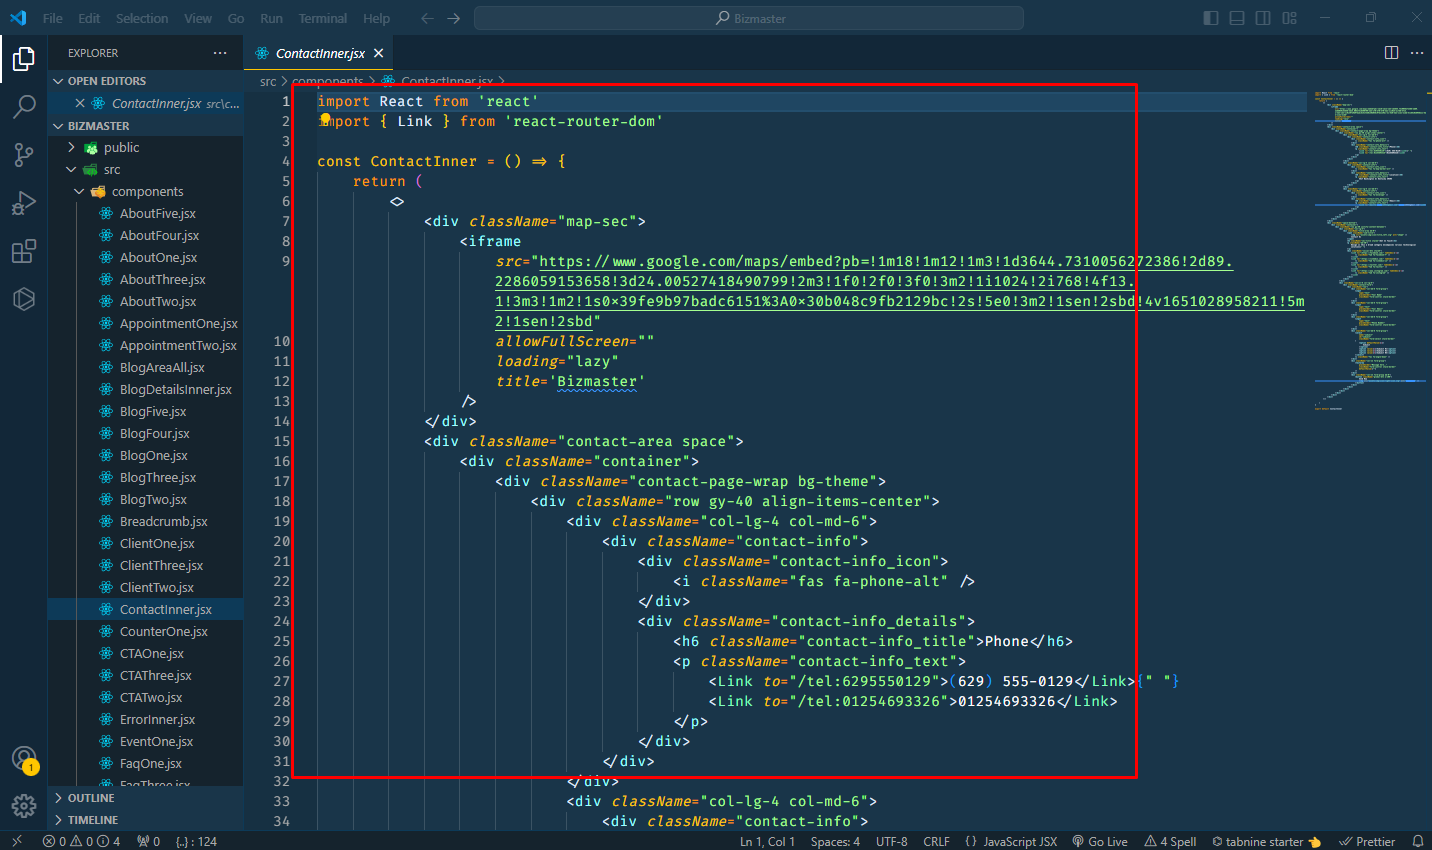 File Edit Selection View Go Run Terminal Help
Bizmaster
EXPLORER
ContactInner.jsx
OPEN EDITORS
ContactInner.jsx src\c...
BIZMASTER
public
src
components
AboutFive.jsx
AboutFour.jsx
AboutOne.jsx
AboutThree.jsx
AboutTwo.jsx
AppointmentOne.jsx
AppointmentTwo.jsx
BlogAreaAll.jsx
BlogDetailsInner.jsx
BlogFive.jsx
BlogFour.jsx
BlogOne.jsx
BlogThree.jsx
BlogTwo.jsx
Breadcrumb.jsx
ClientOne.jsx
ClientThree.jsx
ClientTwo.jsx
ContactInner.jsx
CounterOne.jsx
CTAOne.jsx
CTAThree.jsx
CTATwo.jsx
ErrorInner.jsx
EventOne.jsx
FaqOne.jsx
FaqThree.jsx
OUTLINE
TIMELINE
src > components > ContactInner.jsx >
1 import React from 'react'
2 import { Link } from 'react-router-dom'
3
4 const ContactInner = () => {
5 return (
6 <>
7 <div className="map-sec">
8 <iframe
9 src="https://www.google.com/maps/embed?pb=!1m18!1m12!1m3!1d3644.7310056272386!2d89.
2286059153658!3d24.00527418490799!2m3!1f0!2f0!3f0!3m2!1i1024!2i768!4f13.
1!3m3!1m2!1s0x39fe9b97badc6151%3A0x30b048c9fb2129bc!2s!5e0!3m2!1sen!2sbd!4v1651028958211!5m
2!1sen!2sbd"
10 allowFullScreen=""
11 loading="lazy"
12 title='Bizmaster'
13 />
14 </div>
15 <div className="contact-area space">
16 <div className="container">
17 <div className="contact-page-wrap bg-theme">
18 <div className="row gy-40 align-items-center">
19 <div className="col-lg-4 col-md-6">
20 <div className="contact-info">
21 <div className="contact-info_icon">
22 <i className="fas fa-phone-alt" />
23 </div>
24 <div className="contact-info_details">
25 <h6 className="contact-info_title">Phone</h6>
26 <p className="contact-info_text">
27 <Link to="/tel:6295550129">(629) 555-0129</Link>{" "}
28 <Link to="/tel:01254693326">01254693326</Link>
29 </p>
30 </div>
31 </div>
32 </div>
33 <div className="col-lg-4 col-md-6">
34 <div className="contact-info">
1
0 0 4 0 {..} : 124 Ln 1, Col 1 Spaces: 4 UTF-8 CRLF {} JavaScript JSX Go Live 4 Spell tabnine starter Prettier